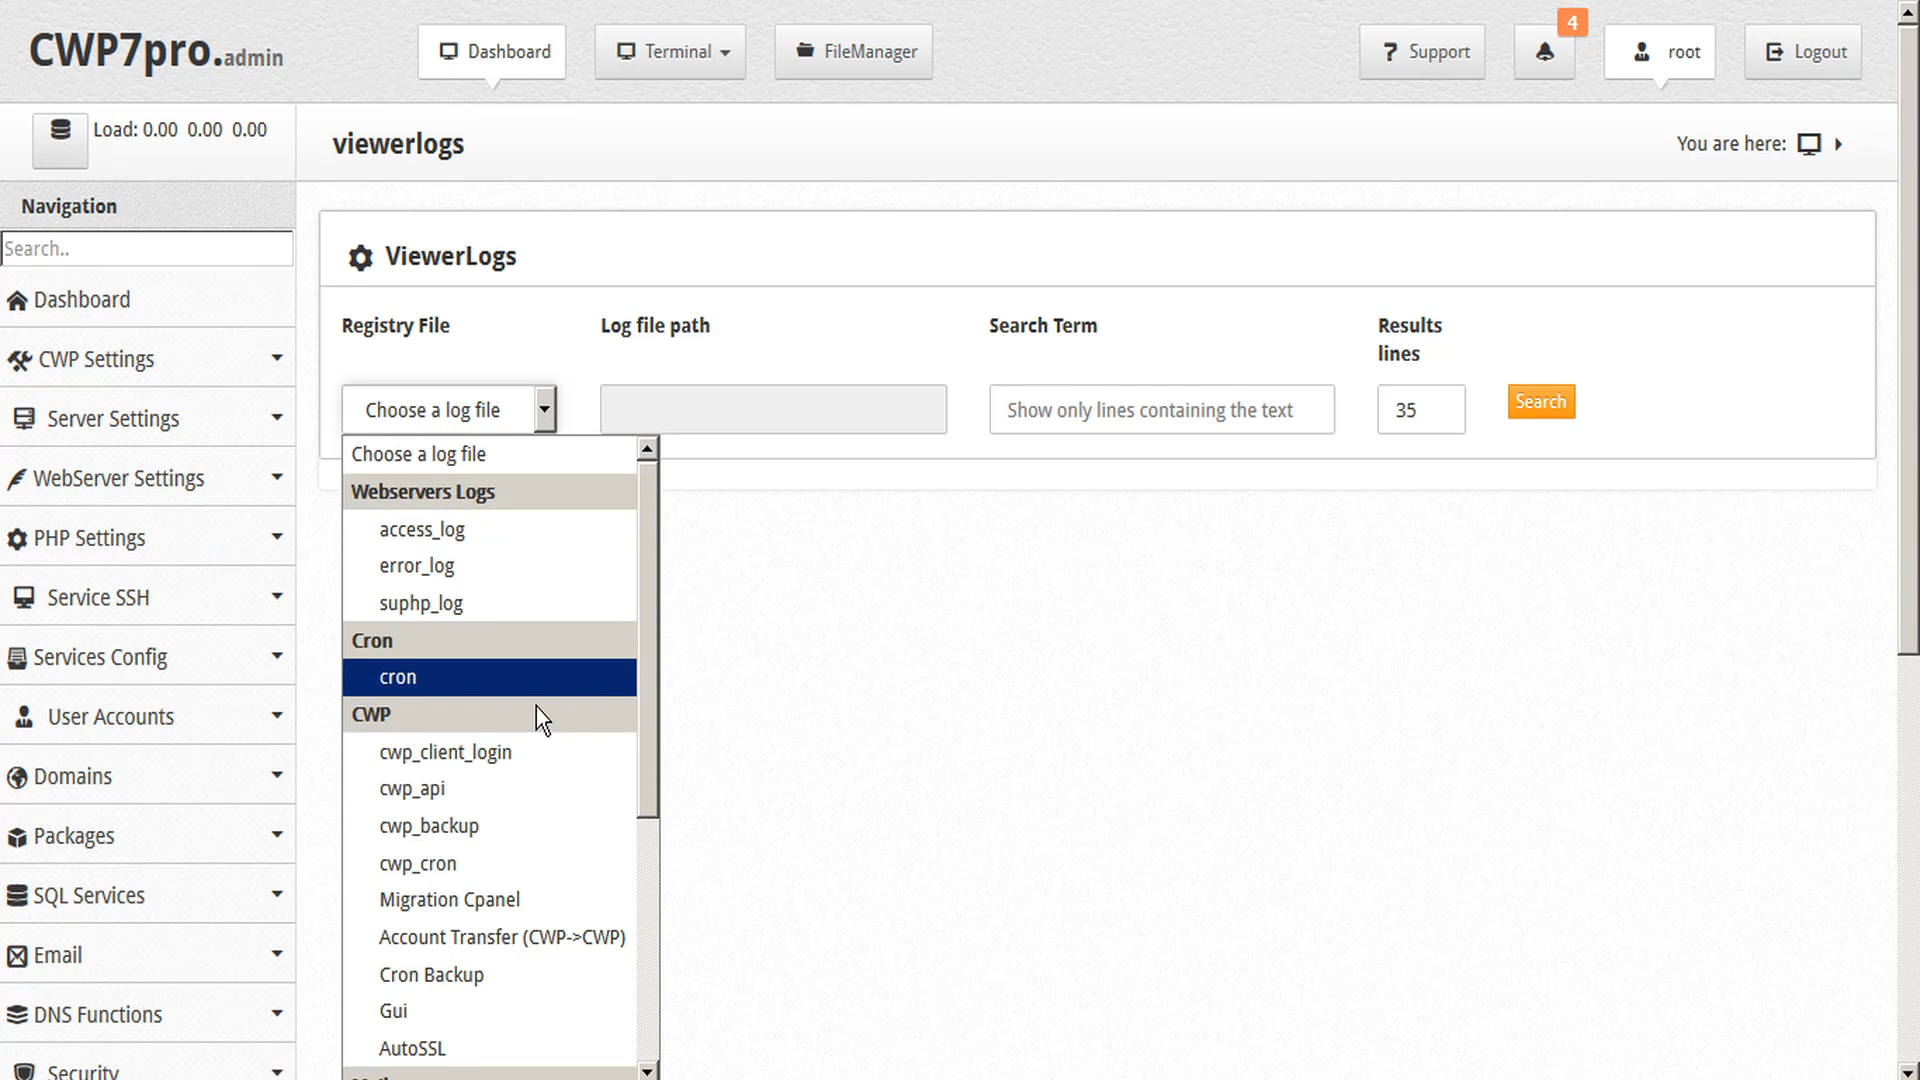 CWP7pro.admin
Dashboard
Terminal
FileManager
? Support
4
root
Logout
Load: 0.00 0.00 0.00
viewerlogs
You are here:
Navigation
Search..
Dashboard
CWP Settings
Server Settings
WebServer Settings
PHP Settings
Service SSH
Services Config
User Accounts
Domains
Packages
SQL Services
Email
DNS Functions
Security
ViewerLogs
Registry File
Log file path
Search Term
Results
lines
Choose a log file
Show only lines containing the text
35
Search
Choose a log file
Webservers Logs
access_log
error_log
suphp_log
Cron
cron
CWP
cwp_client_login
cwp_api
cwp_backup
cwp_cron
Migration Cpanel
Account Transfer (CWP->CWP)
Cron Backup
Gui
AutoSSL